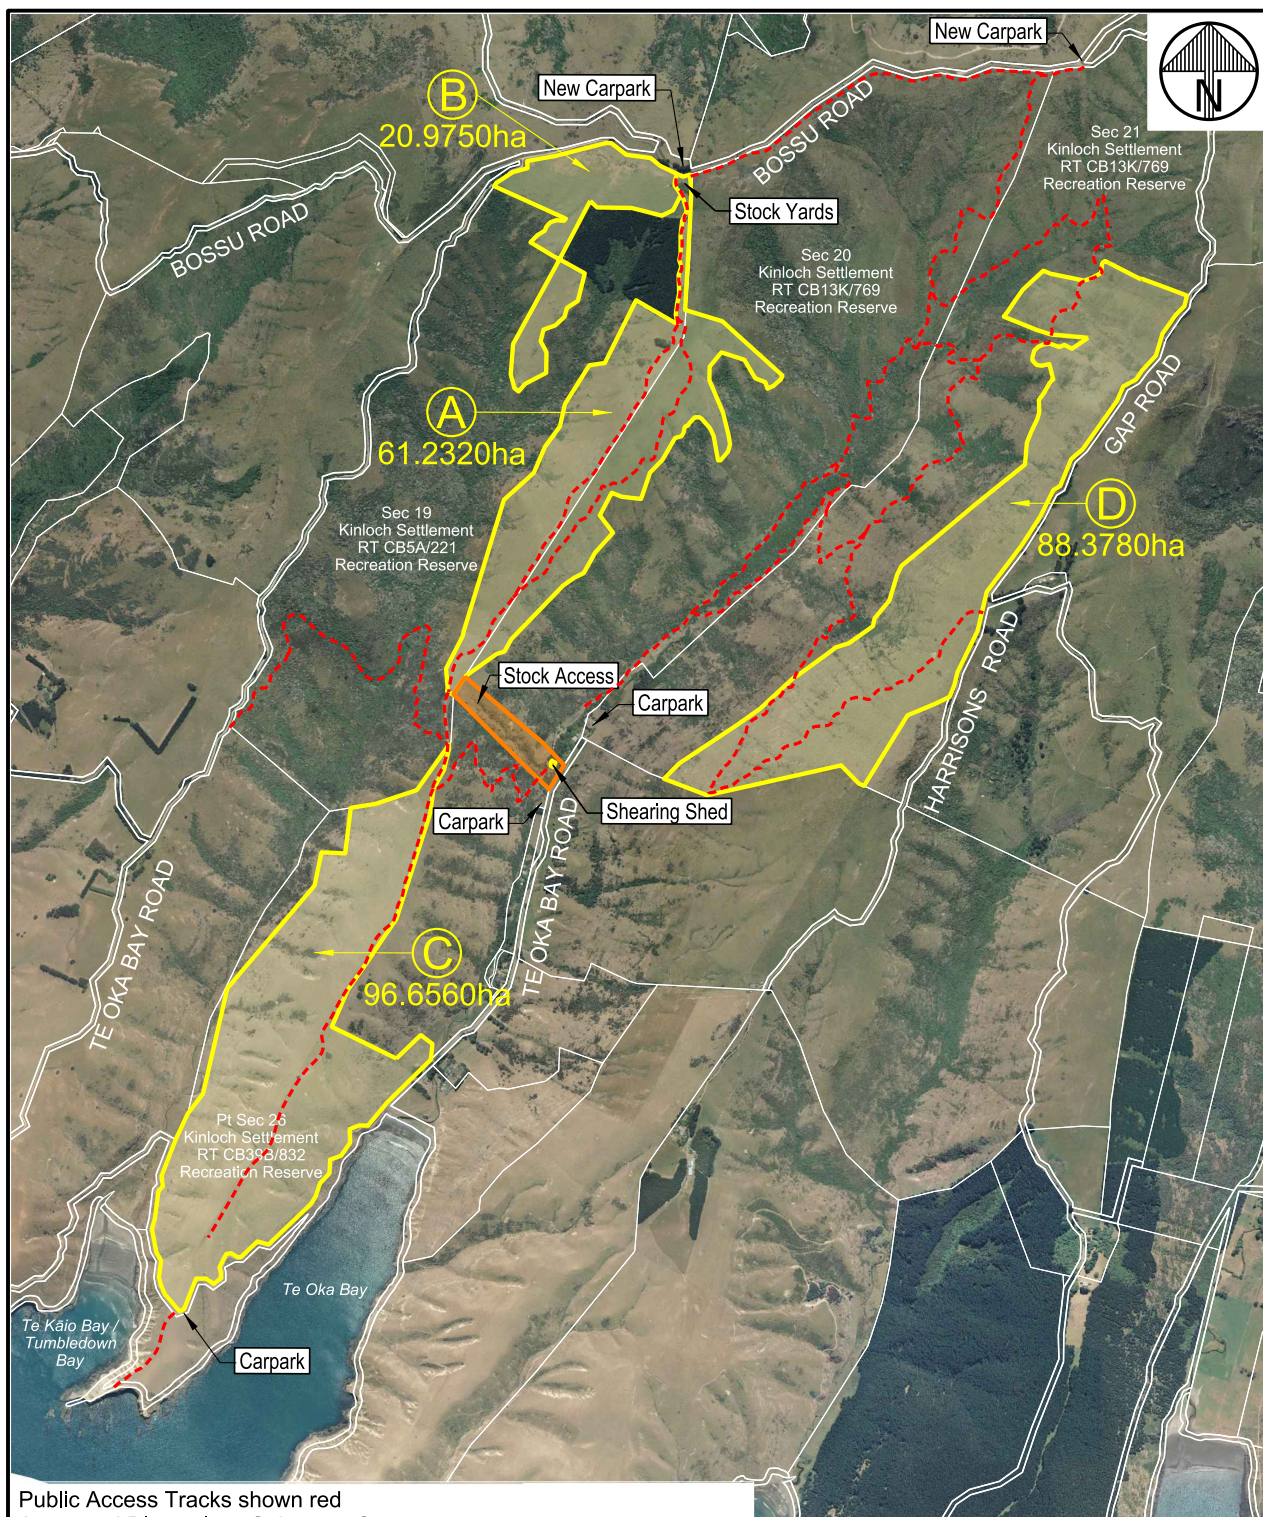 New Carpark
N
B
20.9750ha
New Carpark
BOSSU ROAD
Sec 21
Kinloch Settlement
RT CB13K/769
Recreation Reserve
Stock Yards
BOSSU ROAD
Sec 20
Kinloch Settlement
RT CB13K/769
Recreation Reserve
A
61.2320ha
GAP ROAD
D
88.3780ha
Sec 19
Kinloch Settlement
RT CB5A/221
Recreation Reserve
Stock Access
Carpark
HARRISONS ROAD
Shearing Shed
Carpark
TE OKA BAY ROAD
TE OKA BAY ROAD
C
96.6560ha
Pt Sec 26
Kinloch Settlement
RT CB39B/832
Recreation Reserve
Te Oka Bay
Te Kāio Bay /
Tumbledown
Bay
Carpark
Public Access Tracks shown red